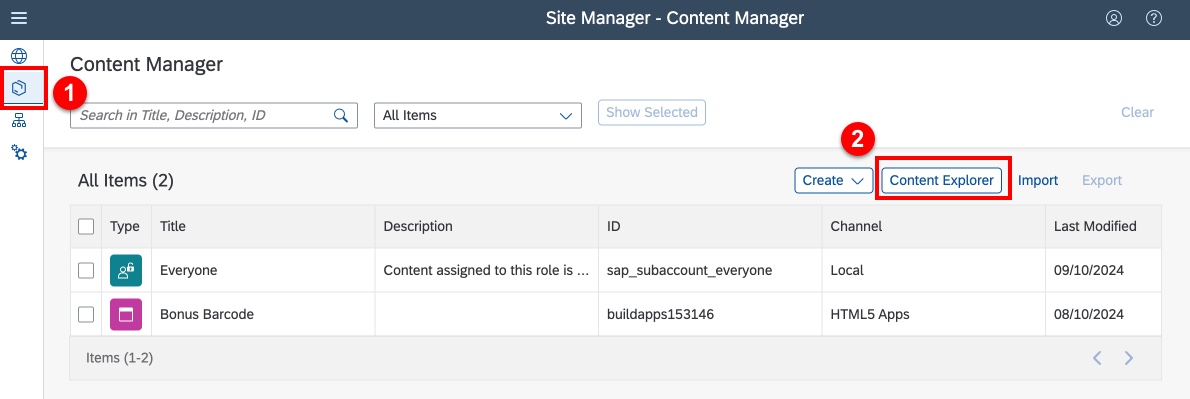 Site Manager - Content Manager
Content Manager
1
Search in Title, Description, ID
All Items
Show Selected
Clear
2
All Items (2)
Create
Content Explorer
Import
Export
Type Title Description ID Channel Last Modified
Everyone Content assigned to this role is ... sap_subaccount_everyone Local 09/10/2024
Bonus Barcode buildapps153146 HTML5 Apps 08/10/2024
Items (1-2)